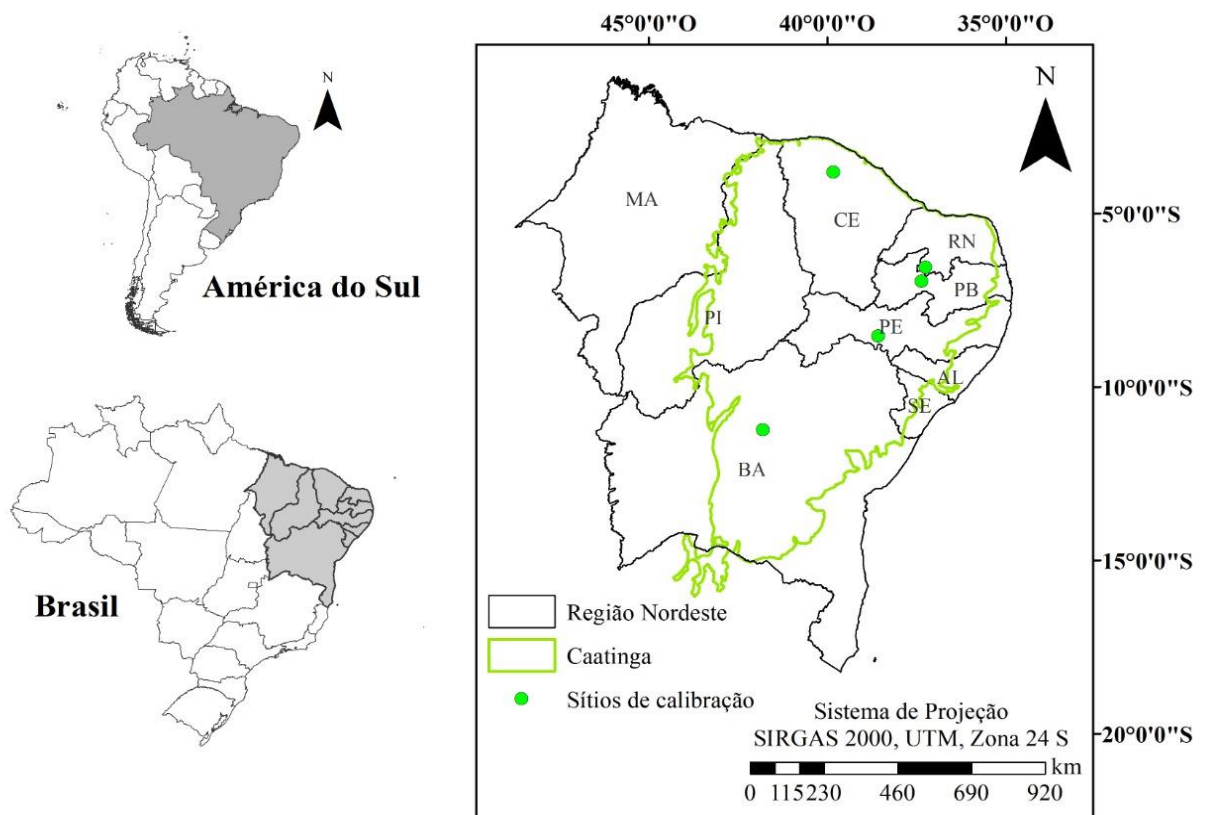 N
América do Sul
Brasil
45°0'0"O 40°0'0"O 35°0'0"O
N
5°0'0"S
10°0'0"S
15°0'0"S
20°0'0"S
MA
CE
RN
PB
PI
PE
AL
SE
BA
Região Nordeste
Caatinga
Sítios de calibração
Sistema de Projeção
SIRGAS 2000, UTM, Zona 24 S
km
0 115 230 460 690 920